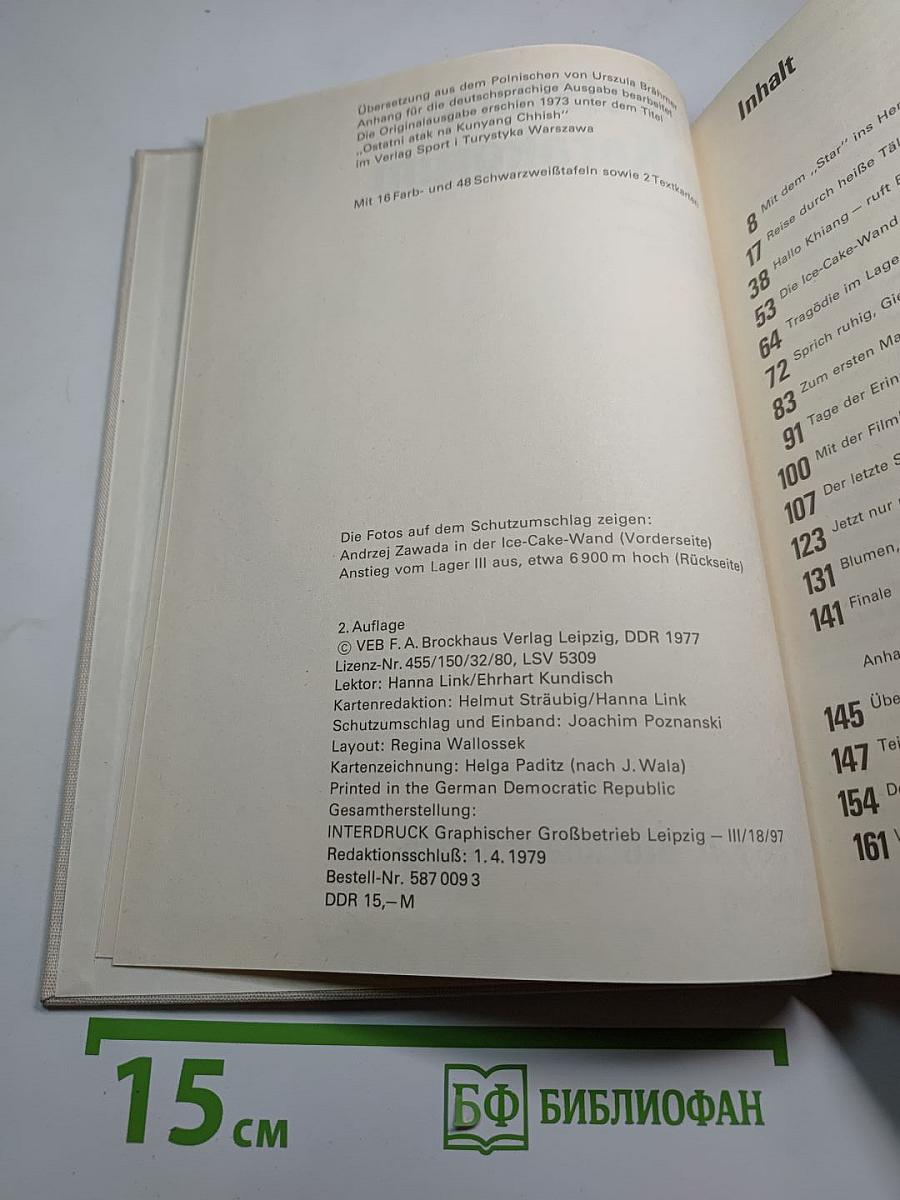 Übersetzung aus dem Polnischen von Urszula Brähmer
Anhang für die deutschsprachige Ausgabe bearbeitet
Die Originalausgabe erschien 1973 unter dem Titel
„Ostatni atak na Kunyang Chhish”
im Verlag Sport i Turystyka Warszawa
Mit 16 Farb- und 48 Schwarzweißtafeln sowie 2 Textkarten
Die Fotos auf dem Schutzumschlag zeigen:
Andrzej Zawada in der Ice-Cake-Wand (Vorderseite)
Anstieg vom Lager III aus, etwa 6 900 m hoch (Rückseite)
2. Auflage
© VEB F. A. Brockhaus Verlag Leipzig, DDR 1977
Lizenz-Nr. 455/150/32/80, LSV 5309
Lektor: Hanna Link/Ehrhart Kundisch
Kartenredaktion: Helmut Sträubig/Hanna Link
Schutzumschlag und Einband: Joachim Poznanski
Layout: Regina Wallossek
Kartenzeichnung: Helga Paditz (nach J. Wala)
Printed in the German Democratic Republic
Gesamtherstellung:
INTERDRUCK Graphischer Großbetrieb Leipzig – III/18/97
Redaktionsschluß: 1. 4. 1979
Bestell-Nr. 587 009 3
DDR 15,– M
Inhalt
8 Mit dem „Star” ins
17 Reise durch heiße
38 Hallo Khiang – ruft
53 Die Ice-Cake-Wand
64 Tragödie im
72 Sprich ruhig,
83 Zum ersten
91 Tage der
100 Mit der
107 Der letzte
123 Jetzt nur
131 Blumen,
141 Finale
145
147
154
161
15 см
БФ БИБЛИОФАН